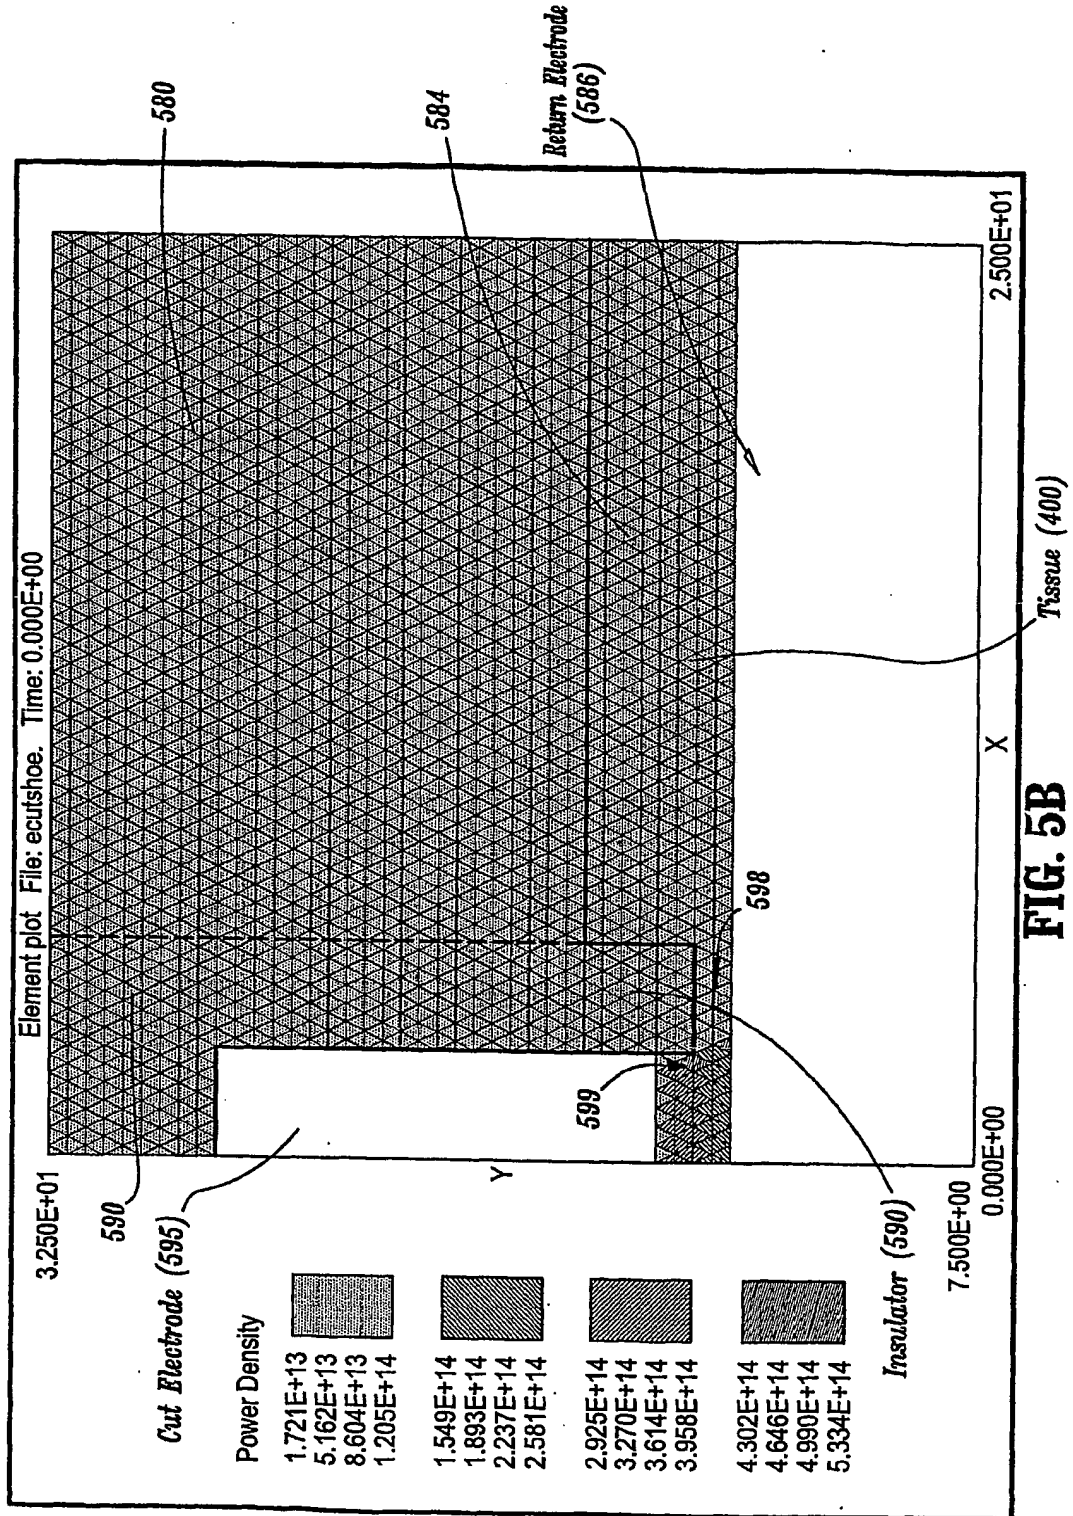 Element plot File: ecutshoe. Time: 0.000E+00
3.250E+01
590
Cut Electrode (595)
580
584
Return Electrode
(586)
Y
599
598
Insulator (590)
7.500E+00
0.000E+00
X
2.500E+01
Tissue (400)
Power Density
1.721E+13
5.162E+13
8.604E+13
1.205E+14
1.549E+14
1.893E+14
2.237E+14
2.581E+14
2.925E+14
3.270E+14
3.614E+14
3.958E+14
4.302E+14
4.646E+14
4.990E+14
5.334E+14
FIG. 5B